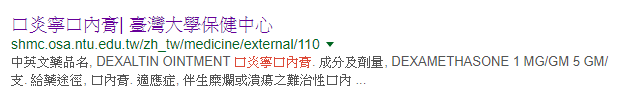 口炎寧口內膏| 臺灣大學保健中心
shmc.osa.ntu.edu.tw/zh_tw/medicine/external/110
中英文藥品名, DEXALTIN OINTMENT 口炎寧口內膏. 成分及劑量, DEXAMETHASONE 1 MG/GM 5 GM/
支. 給藥途徑, 口內膏. 適應症, 伴生糜爛或潰瘍之難治性口內 ...